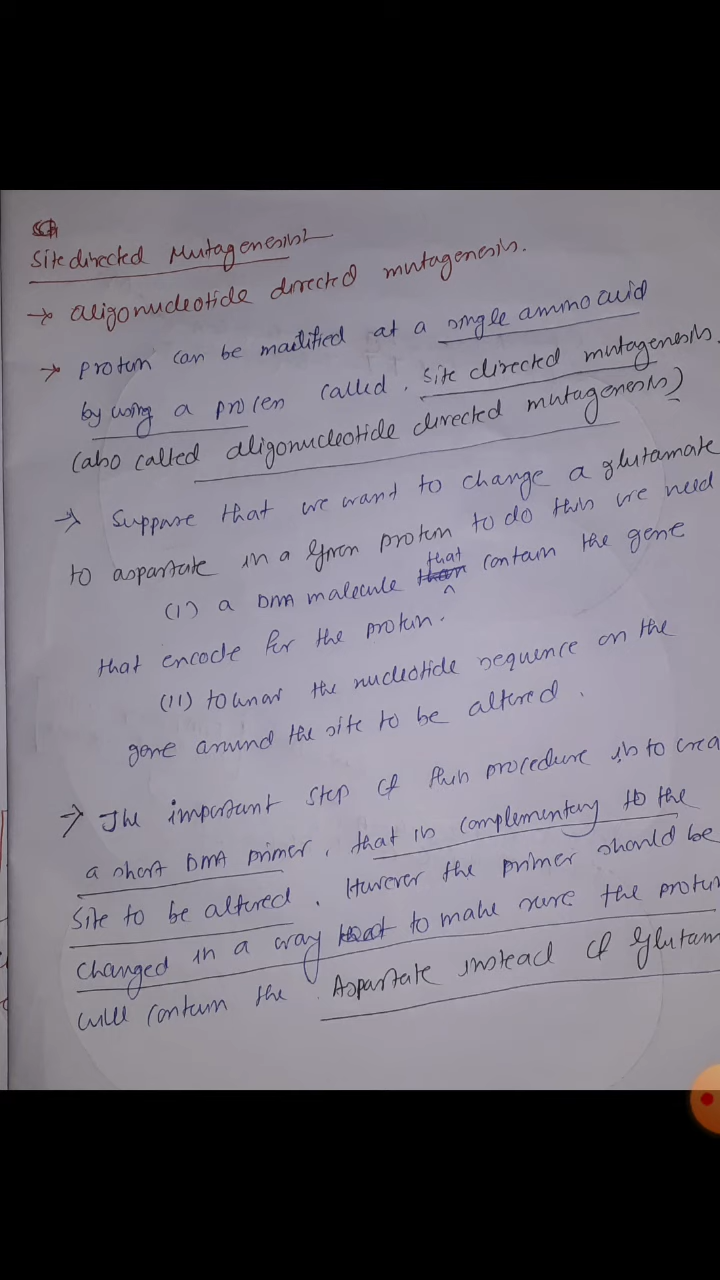 Site directed Mutagenesis
→ aligonucleotide directed mutagenesis.
→ protein can be modified at a single amino acid
by using a proces called, site directed mutagenesis.
(also called aligonucleotide directed mutagenesis)
→ Suppose that we want to change a glutamate
to aspartate in a given protein to do this we need
(i) a DNA malecule that contain the gene
that encode for the protein.
(ii) to know the nucleotide sequence on the
gene around the site to be altered.
→ The important step of this procedure is to crea
a short DNA primer, that is complementary to the
site to be altered. However the primer should be
changed in a way to make sure the protein
will contain the Aspartate instead of glutam